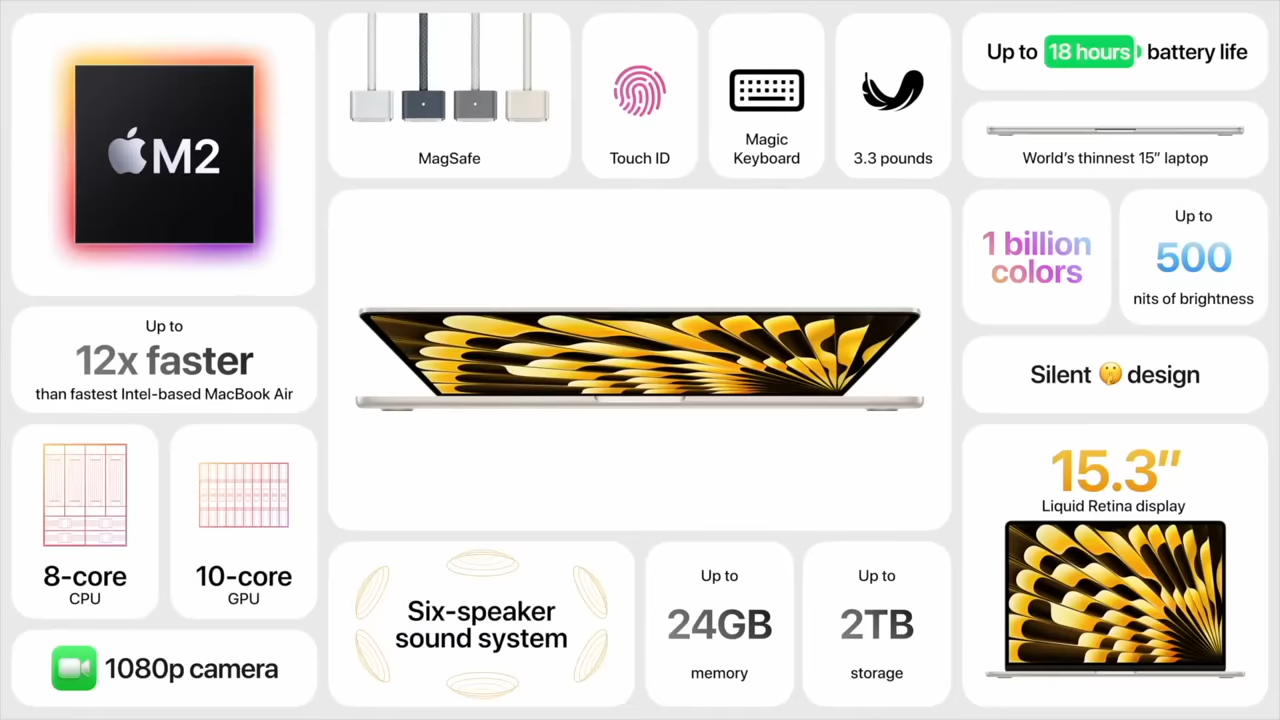 M2
MagSafe
Touch ID
Magic
Keyboard
3.3 pounds
Up to 18 hours battery life
World's thinnest 15″ laptop
1 billion
colors
Up to
500
nits of brightness
Up to
12x faster
than fastest Intel-based MacBook Air
Silent design
8-core
CPU
10-core
GPU
15.3″
Liquid Retina display
Six-speaker
sound system
Up to
24GB
memory
Up to
2TB
storage
1080p camera